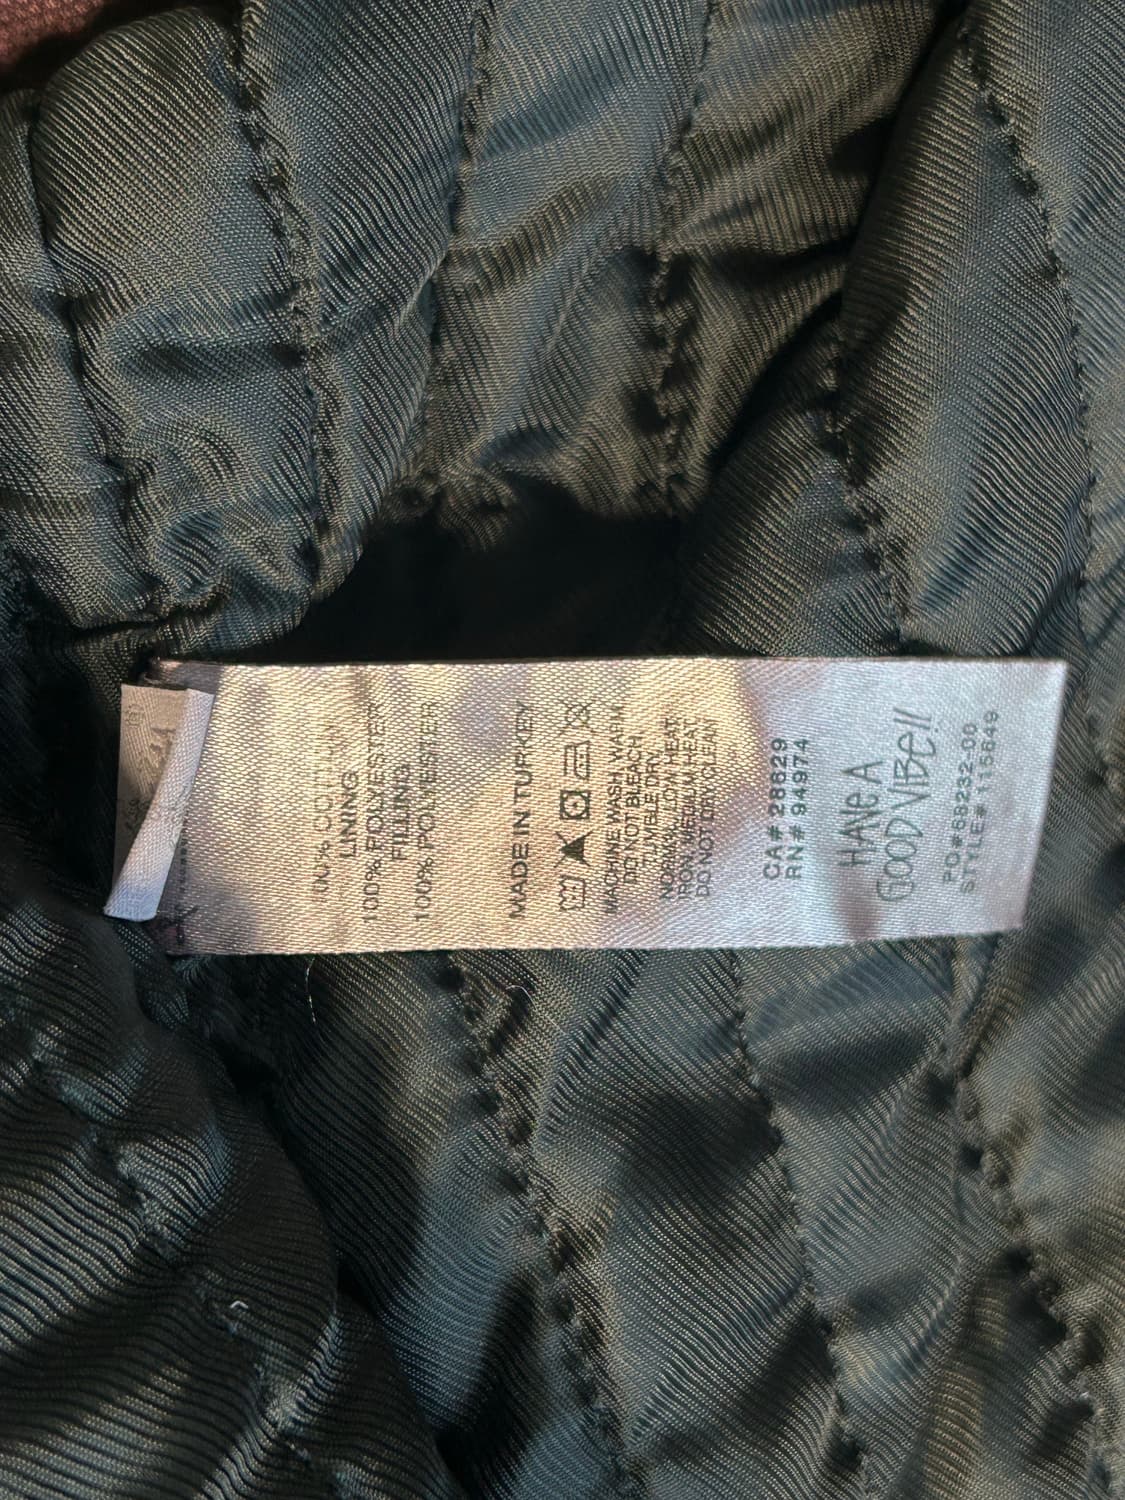 100% COTTON
LINING
100% POLYESTER
FILLING
100% POLYESTER
MADE IN TURKEY
MACHINE WASH, WARM
DO NOT BLEACH,
TUMBLE DRY,
NORMAL, LOW HEAT
IRON, MEDIUM HEAT,
DO NOT DRY CLEAN
CA# 28629
RN# 94974
HAVE A
GOOD VIBE!!
PO#68232-00
STYLE# 115649